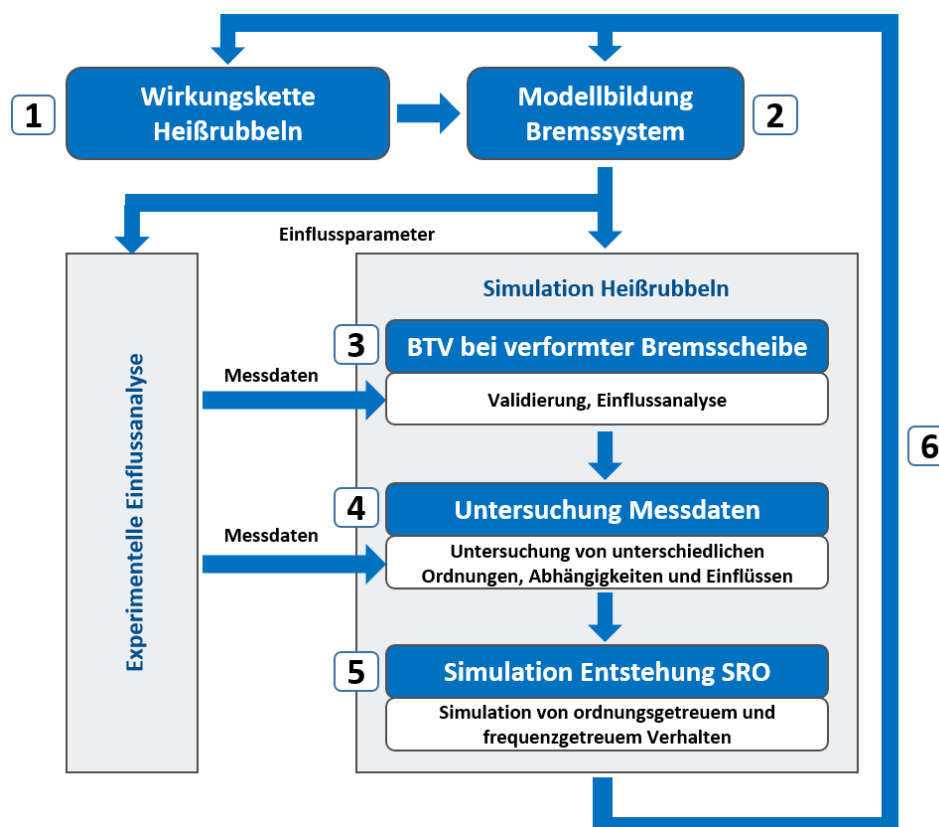 1
Wirkungskette
Heißrubbeln
Modellbildung
Bremssystem
2
Einflussparameter
Experimentelle Einflussanalyse
Simulation Heißrubbeln
3
BTV bei verformter Bremsscheibe
Messdaten
Validierung, Einflussanalyse
6
4
Untersuchung Messdaten
Messdaten
Untersuchung von unterschiedlichen
Ordnungen, Abhängigkeiten und Einflüssen
5
Simulation Entstehung SRO
Simulation von ordnungsgetreuem und
frequenzgetreuem Verhalten